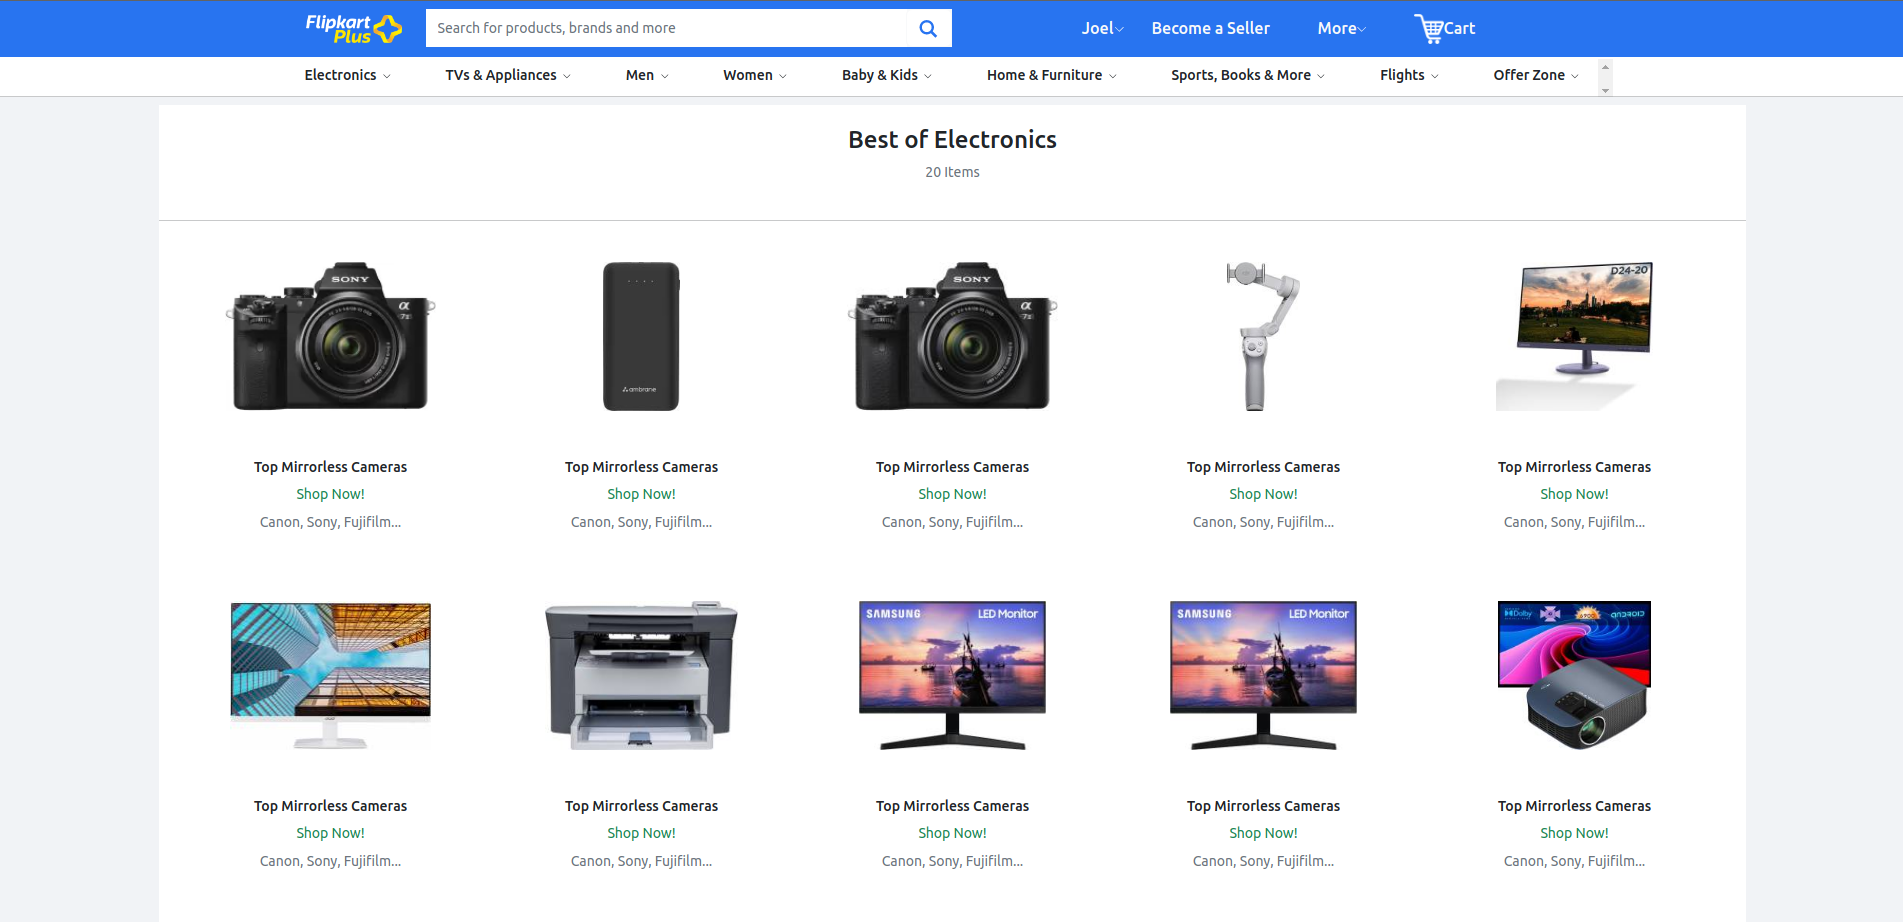 Flipkart
Plus
Search for products, brands and more
Joel
Become a Seller
More
Cart
Electronics
TVs & Appliances
Men
Women
Baby & Kids
Home & Furniture
Sports, Books & More
Flights
Offer Zone
Best of Electronics
20 Items
SONY
α
7II
ambrane
SONY
α
7II
D24-20
Top Mirrorless Cameras
Shop Now!
Canon, Sony, Fujifilm...
Top Mirrorless Cameras
Shop Now!
Canon, Sony, Fujifilm...
Top Mirrorless Cameras
Shop Now!
Canon, Sony, Fujifilm...
Top Mirrorless Cameras
Shop Now!
Canon, Sony, Fujifilm...
Top Mirrorless Cameras
Shop Now!
Canon, Sony, Fujifilm...
SAMSUNG
LED Monitor
SAMSUNG
LED Monitor
Dolby
ANDROID
Top Mirrorless Cameras
Shop Now!
Canon, Sony, Fujifilm...
Top Mirrorless Cameras
Shop Now!
Canon, Sony, Fujifilm...
Top Mirrorless Cameras
Shop Now!
Canon, Sony, Fujifilm...
Top Mirrorless Cameras
Shop Now!
Canon, Sony, Fujifilm...
Top Mirrorless Cameras
Shop Now!
Canon, Sony, Fujifilm...